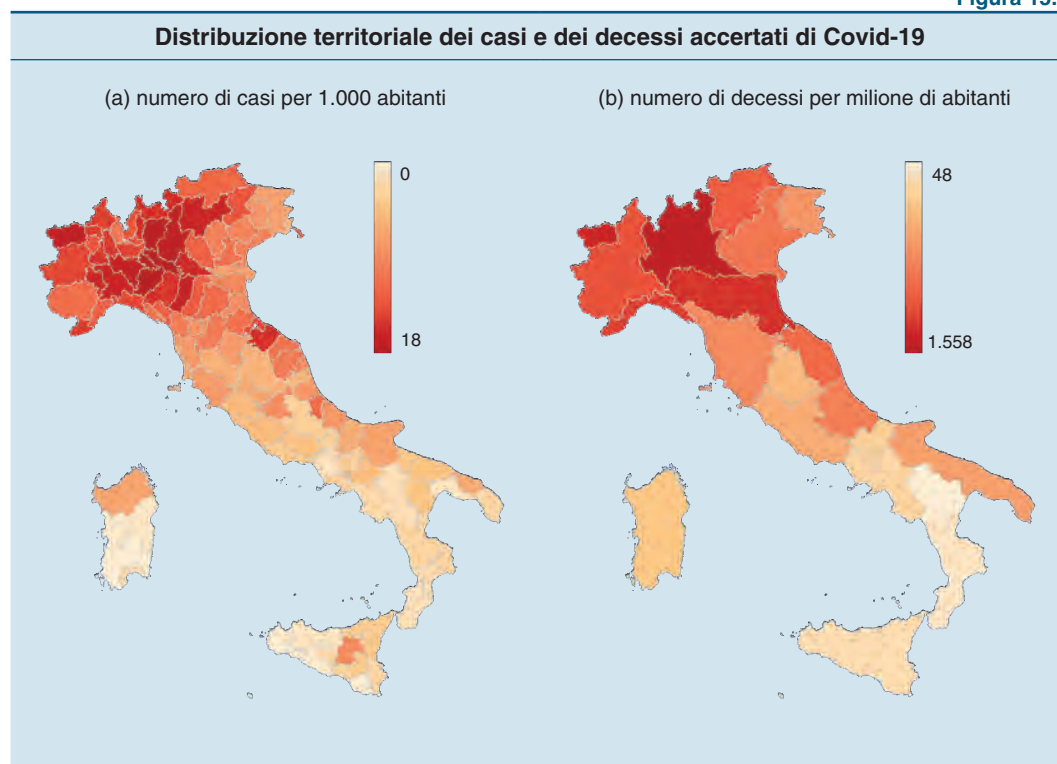 Distribuzione territoriale dei casi e dei decessi accertati di Covid-19
(a) numero di casi per 1.000 abitanti
(b) numero di decessi per milione di abitanti
0
18
48
1.558